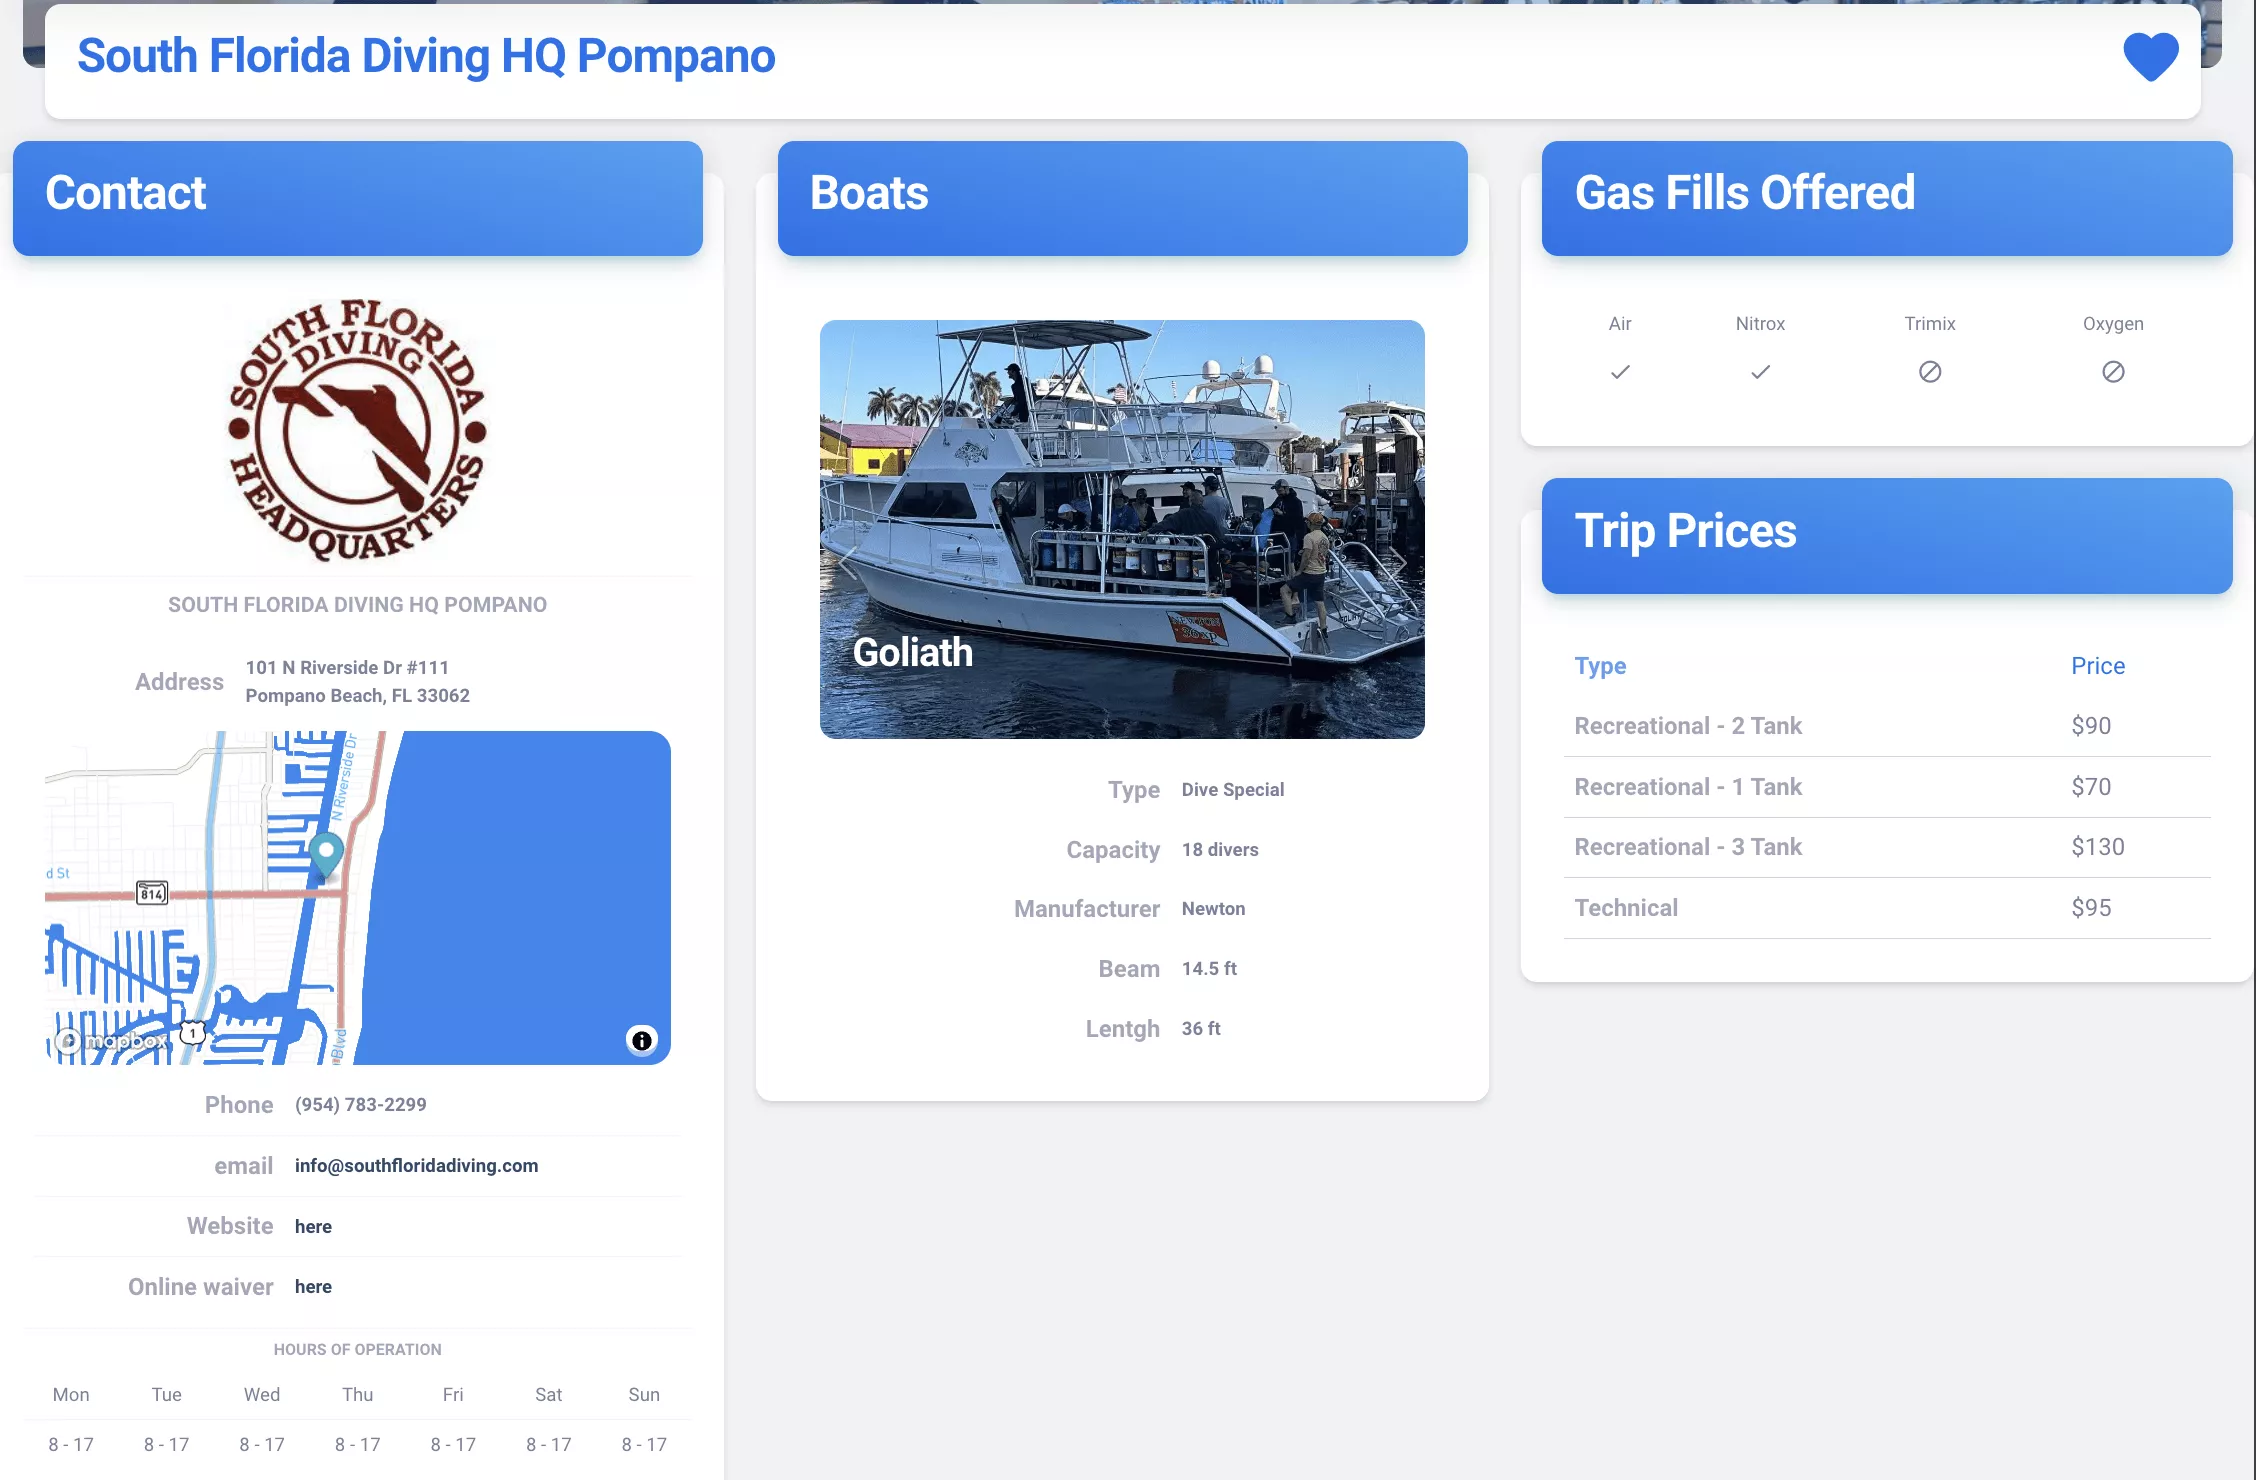 South Florida Diving HQ Pompano
Contact
SOUTH FLORIDA
DIVING
HEADQUARTERS
SOUTH FLORIDA DIVING HQ POMPANO
Address
101 N Riverside Dr #111
Pompano Beach, FL 33062
N Riverside Dr
d St
814
1
Blvd
mapbox
Phone (954) 783-2299
email info@southfloridadiving.com
Website here
Online waiver here
HOURS OF OPERATION
Mon Tue Wed Thu Fri Sat Sun
8 - 17 8 - 17 8 - 17 8 - 17 8 - 17 8 - 17 8 - 17
Boats
NEWTON
36XP
Goliath
Type Dive Special
Capacity 18 divers
Manufacturer Newton
Beam 14.5 ft
Lentgh 36 ft
Gas Fills Offered
Air Nitrox Trimix Oxygen
Trip Prices
Type Price
Recreational - 2 Tank $90
Recreational - 1 Tank $70
Recreational - 3 Tank $130
Technical $95